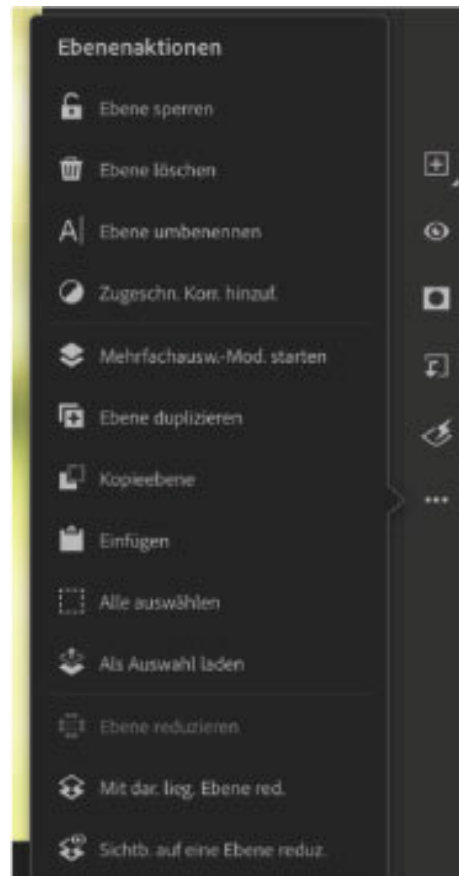 Ebenenaktionen
Ebene sperren
Ebene löschen
Ebene umbenennen
Zugeschn. Korr. hinzuf.
Mehrfachausw.-Mod. starten
Ebene duplizieren
Kopieebene
Einfügen
Alle auswählen
Als Auswahl laden
Ebene reduzieren
Mit dar. lieg. Ebene red.
Sichtb. auf eine Ebene reduz.